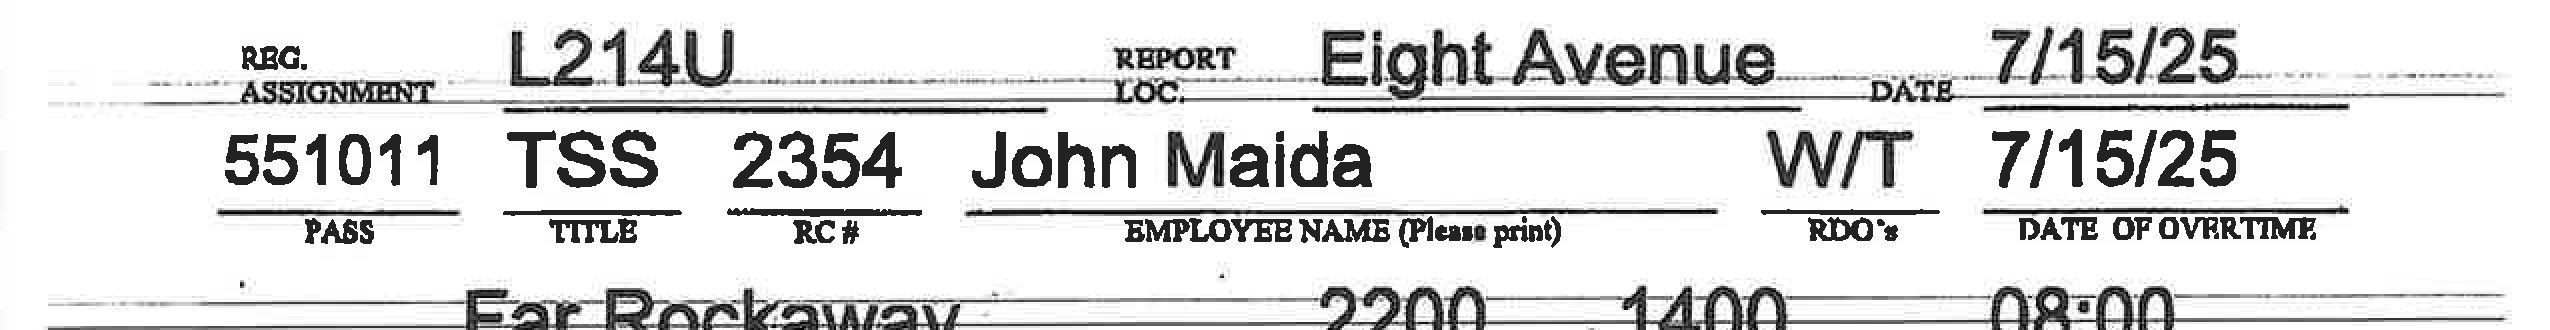 REG. ASSIGNMENT L214U REPORT LOC. Eight Avenue DATE 7/15/25
551011 TSS 2354 John Maida W/T 7/15/25
PASS TITLE RC # EMPLOYEE NAME (Please print) RDO's DATE OF OVERTIME
Far Rockaway 2200 1400 08:00